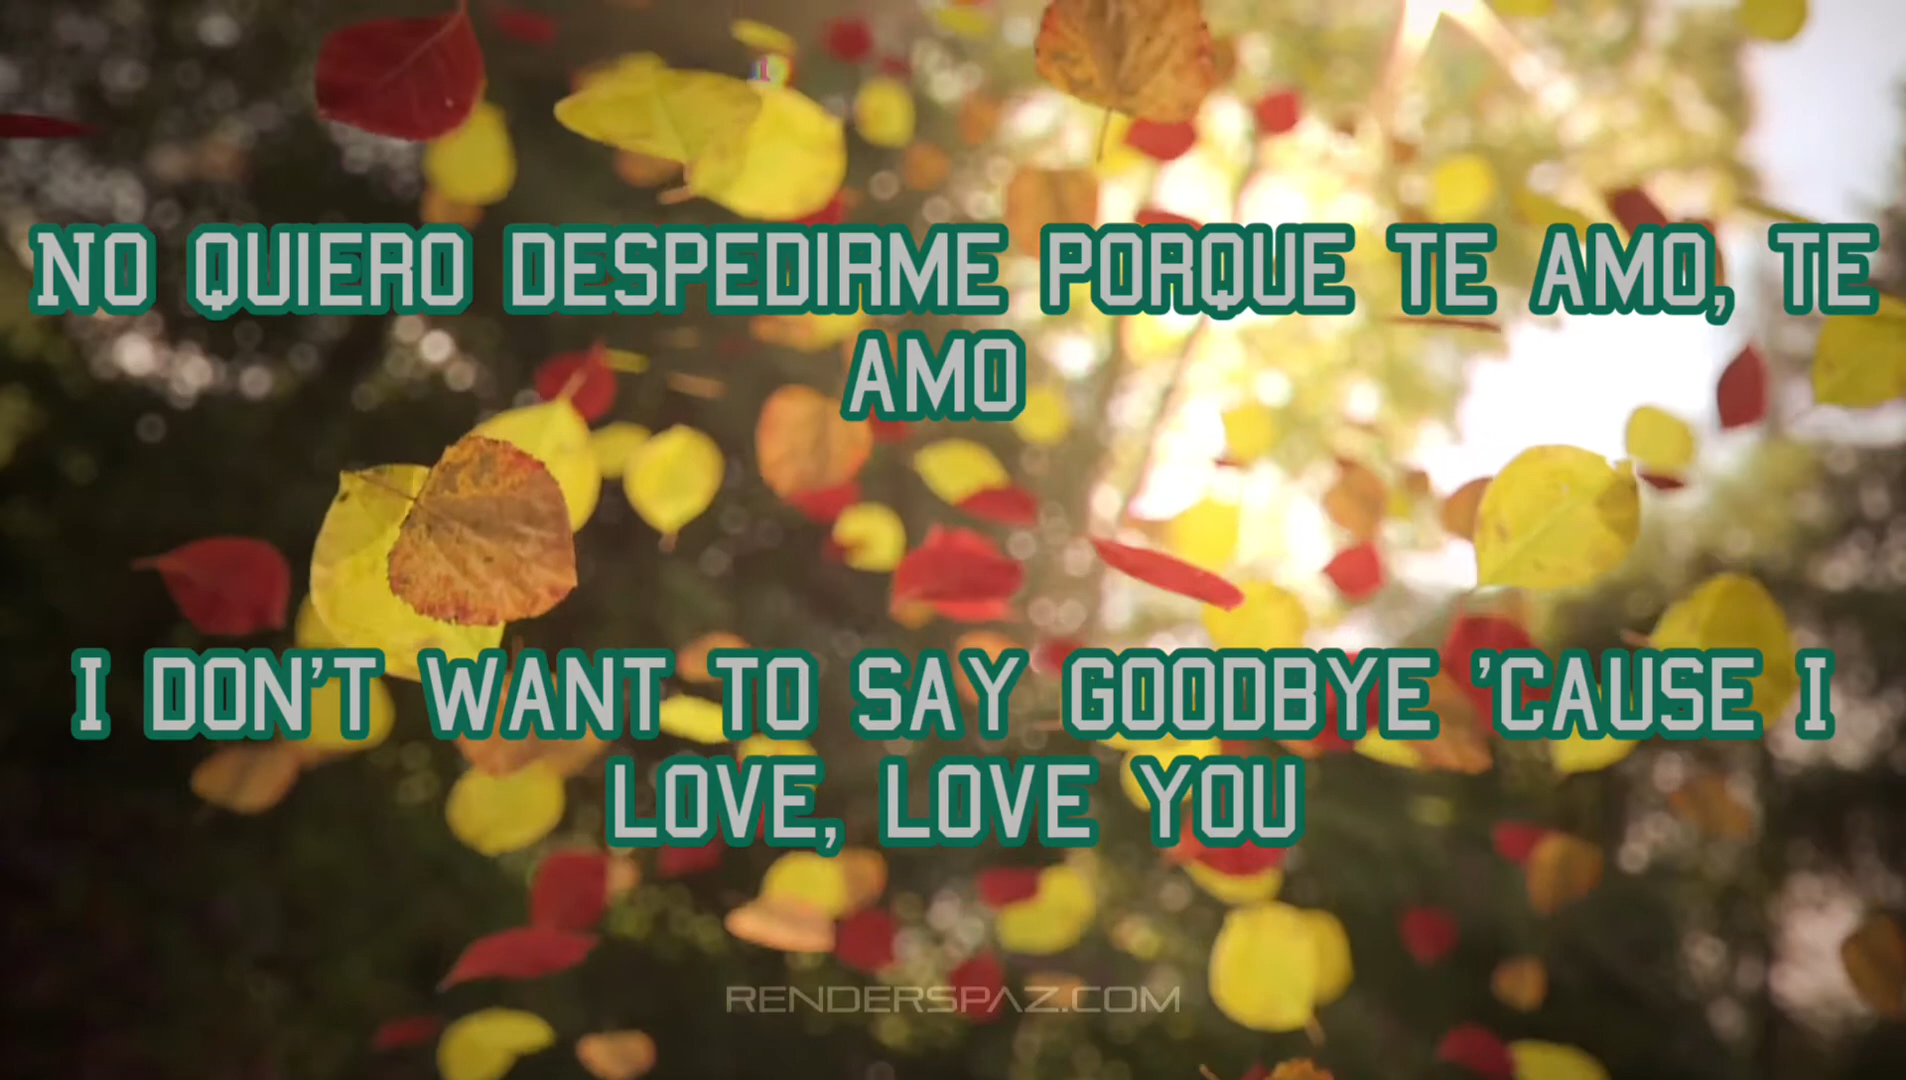 NO QUIERO DESPEDIRME PORQUE TE AMO, TE
AMO
I DON'T WANT TO SAY GOODBYE 'CAUSE I
LOVE, LOVE YOU
RENDERSPAZ.COM